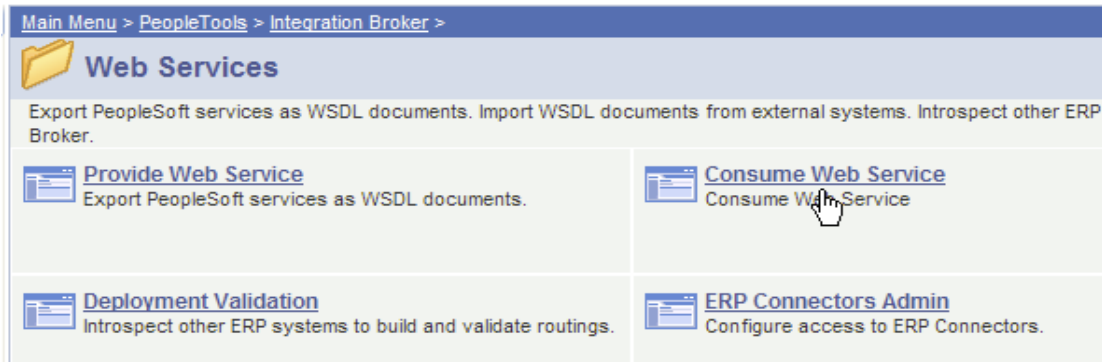 Main Menu > PeopleTools > Integration Broker >
Web Services
Export PeopleSoft services as WSDL documents. Import WSDL documents from external systems. Introspect other ERP
Broker.
Provide Web Service
Export PeopleSoft services as WSDL documents.
Consume Web Service
Consume Web Service
Deployment Validation
Introspect other ERP systems to build and validate routings.
ERP Connectors Admin
Configure access to ERP Connectors.